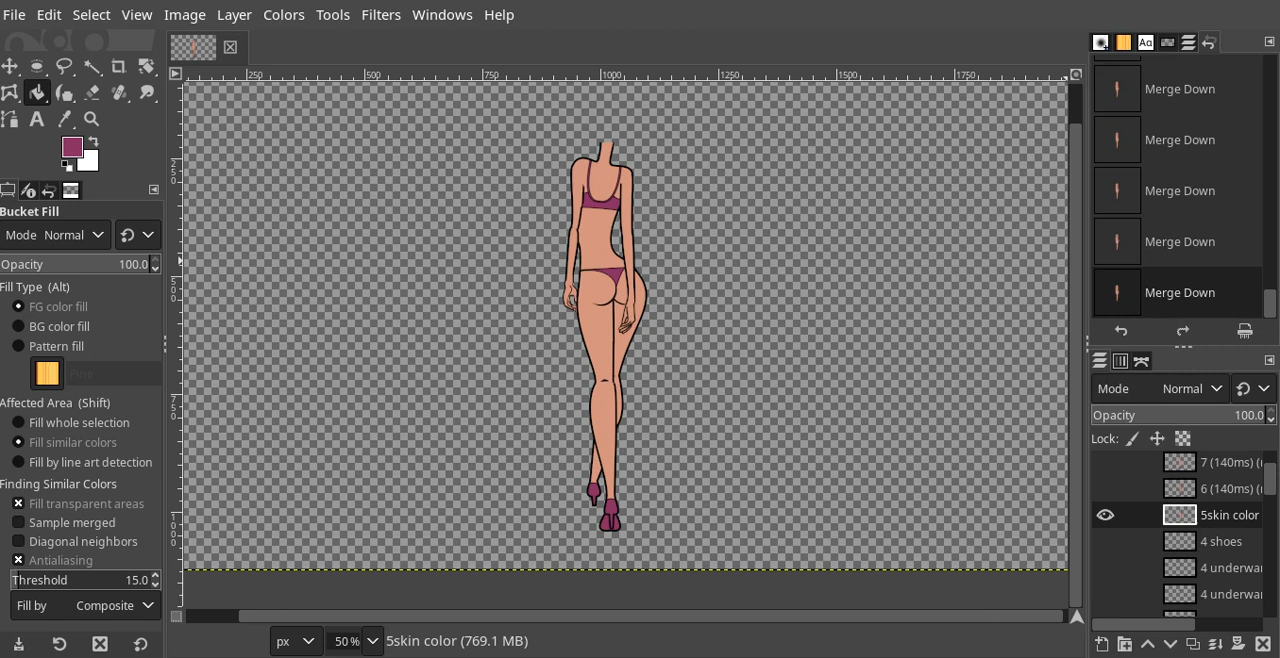 File Edit Select View Image Layer Colors Tools Filters Windows Help
250 500 750 1000 1250 1500 1750
250
500
750
1000
Bucket Fill
Mode Normal
Opacity 100.0
Fill Type (Alt)
FG color fill
BG color fill
Pattern fill
Pine
Affected Area (Shift)
Fill whole selection
Fill similar colors
Fill by line art detection
Finding Similar Colors
Fill transparent areas
Sample merged
Diagonal neighbors
Antialiasing
Threshold 15.0
Fill by Composite
px 50 % 5skin color (769.1 MB)
Aa
Merge Down
Merge Down
Merge Down
Merge Down
Merge Down
Mode Normal
Opacity 100.0
Lock:
7 (140ms)
6 (140ms)
5skin color
4 shoes
4 underwar
4 underwar